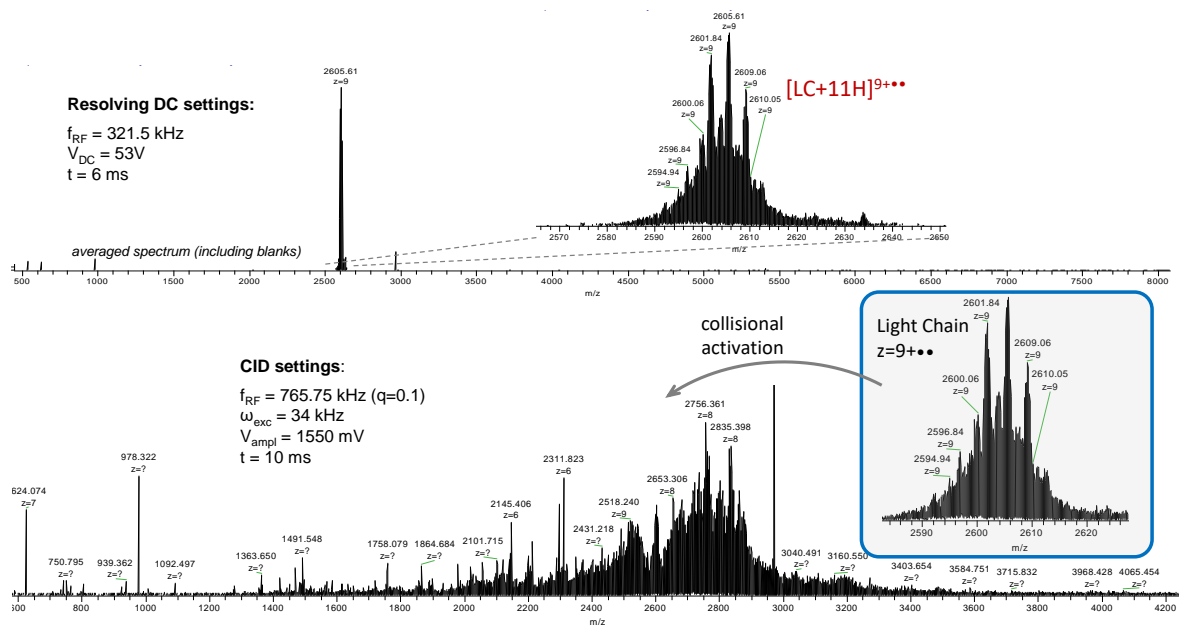 Resolving DC settings:
fRF = 321.5 kHz
VDC = 53V
t = 6 ms
averaged spectrum (including blanks)
2605.61
z=9
2605.61
z=9
2601.84
z=9
2609.06
z=9
2600.06
z=9
2610.05
z=9
2596.84
z=9
2594.94
z=9
[LC+11H]9+••
2570 2580 2590 2600 2610 2620 2630 2640 2650
m/z
500 1000 1500 2000 2500 3000 3500 4000 4500 5000 5500 6000 6500 7000 7500 8000
m/z
collisional
activation
Light Chain
z=9+••
2601.84
z=9
2609.06
z=9
2600.06
z=9
2610.05
z=9
2596.84
z=9
2594.94
z=9
2590 2600 2610 2620
m/z
CID settings:
fRF = 765.75 kHz (q=0.1)
ωexc = 34 kHz
Vampl = 1550 mV
t = 10 ms
624.074
z=7
750.795
z=?
939.362
z=?
978.322
z=?
1092.497
z=?
1363.650
z=?
1491.548
z=?
1758.079
z=?
1864.684
z=?
2101.715
z=?
2145.406
z=6
2311.823
z=6
2431.218
z=?
2518.240
z=9
2653.306
z=8
2756.361
z=8
2835.398
z=8
3040.491
z=?
3160.550
z=?
3403.654
z=?
3584.751
z=?
3715.832
z=?
3968.428
z=?
4065.454
z=?
600 800 1000 1200 1400 1600 1800 2000 2200 2400 2600 2800 3000 3200 3400 3600 3800 4000 4200
m/z